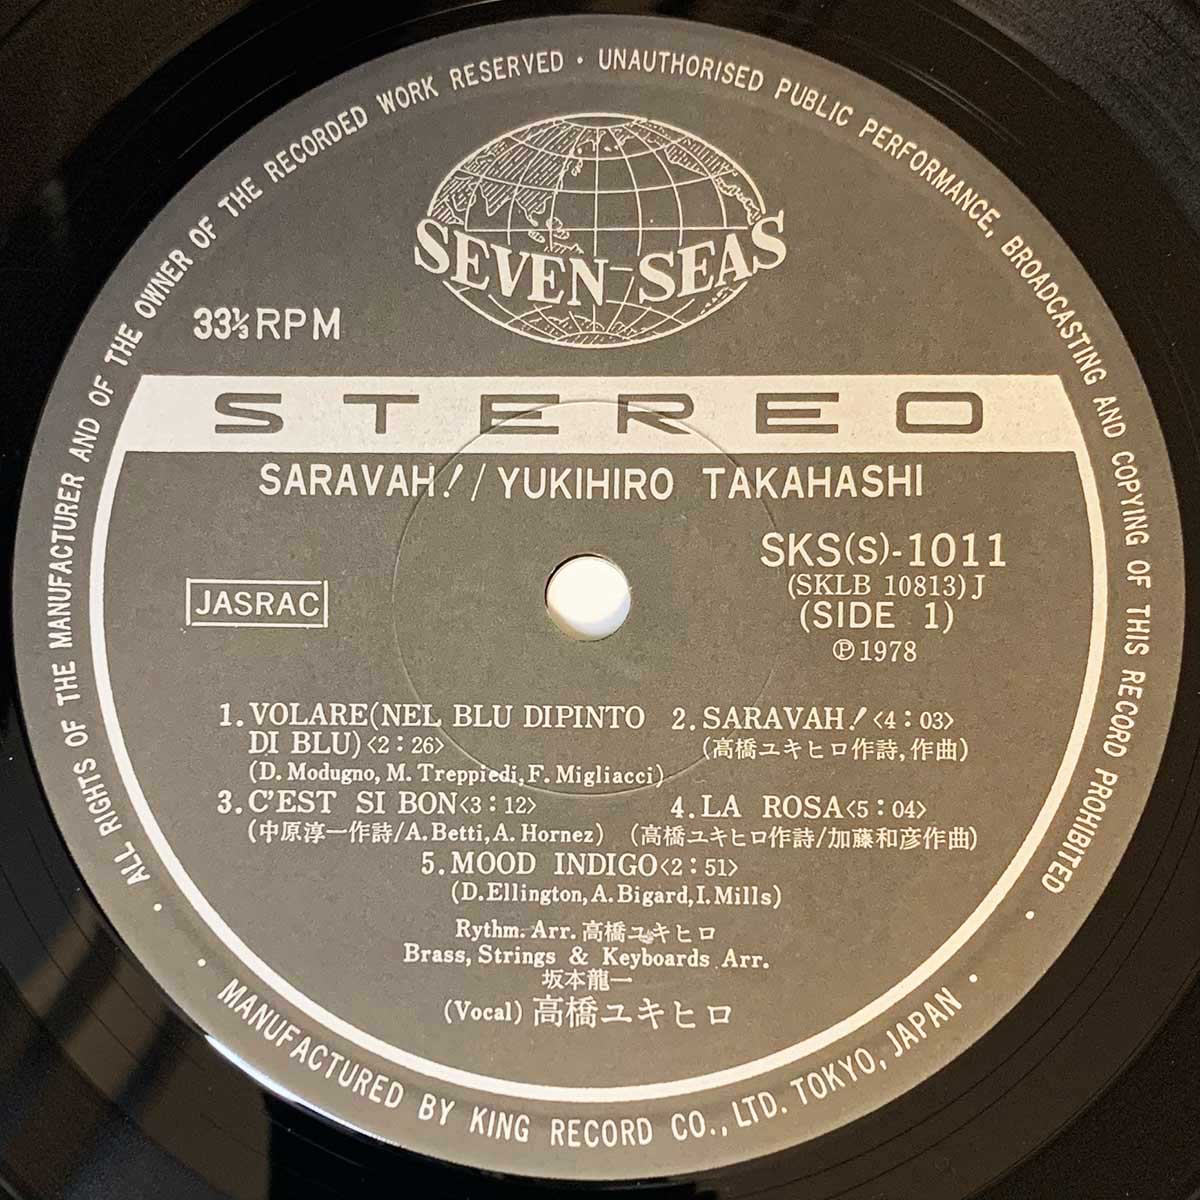 ALL RIGHTS OF THE MANUFACTURER AND OF THE OWNER OF THE RECORDED WORK RESERVED · UNAUTHORISED PUBLIC PERFORMANCE, BROADCASTING AND COPYING OF THIS RECORD PROHIBITED
SEVEN SEAS
33⅓ RPM
STEREO
SARAVAH!/YUKIHIRO TAKAHASHI
SKS(S)-1011
(SKLB 10813) J
JASRAC
(SIDE 1)
Ⓟ1978
1. VOLARE(NEL BLU DIPINTO
DI BLU)<2:26>
(D. Modugno, M. Treppiedi, F. Migliacci)
2. SARAVAH!<4:03>
(高橋ユキヒロ作詩,作曲)
3. C'EST SI BON<3:12>
(中原淳一作詩/A. Betti, A. Hornez)
4. LA ROSA<5:04>
(高橋ユキヒロ作詩/加藤和彦作曲)
5. MOOD INDIGO<2:51>
(D. Ellington, A. Bigard, I. Mills)
Rythm. Arr. 高橋ユキヒロ
Brass, Strings & Keyboards Arr.
坂本龍一
(Vocal) 高橋ユキヒロ
· MANUFACTURED BY KING RECORD CO., LTD. TOKYO, JAPAN ·